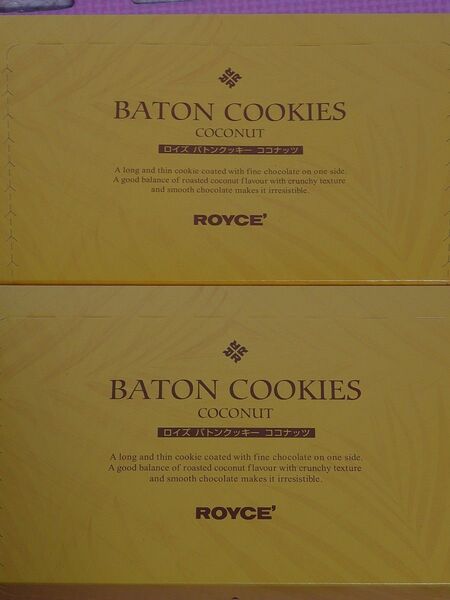 BATON COOKIES
COCONUT
ロイズ バトンクッキー ココナッツ
A long and thin cookie coated with fine chocolate on one side.
A good balance of roasted coconut flavour with crunchy texture
and smooth chocolate makes it irresistible.
ROYCE'
BATON COOKIES
COCONUT
ロイズ バトンクッキー ココナッツ
A long and thin cookie coated with fine chocolate on one side.
A good balance of roasted coconut flavour with crunchy texture
and smooth chocolate makes it irresistible.
ROYCE'